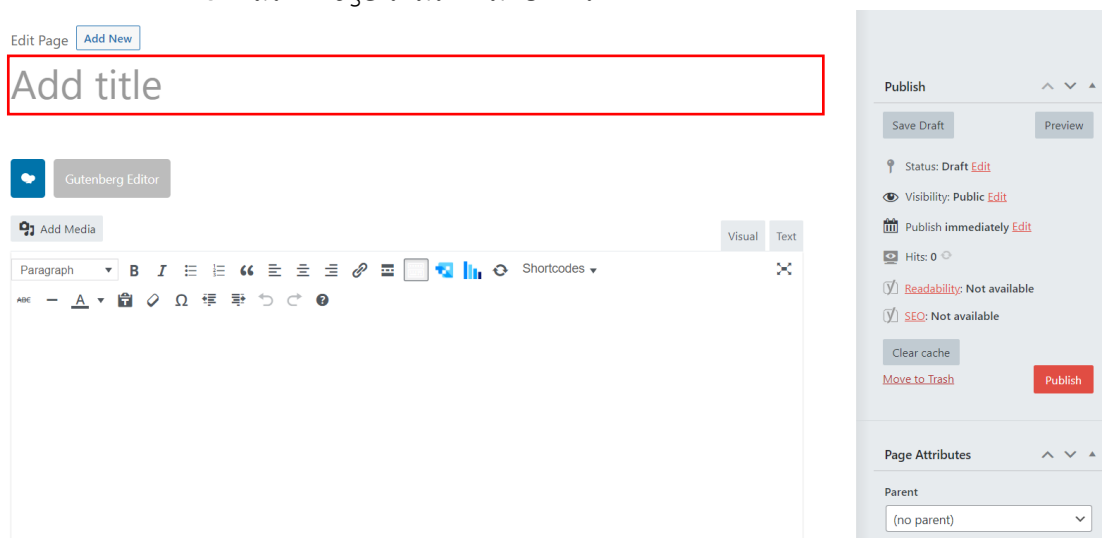 Edit Page Add New
Add title
Gutenberg Editor
Add Media
Visual Text
Paragraph B I Shortcodes
ABC A Ω
Publish
Save Draft Preview
Status: Draft Edit
Visibility: Public Edit
Publish immediately Edit
Hits: 0
Readability: Not available
SEO: Not available
Clear cache
Move to Trash Publish
Page Attributes
Parent
(no parent)